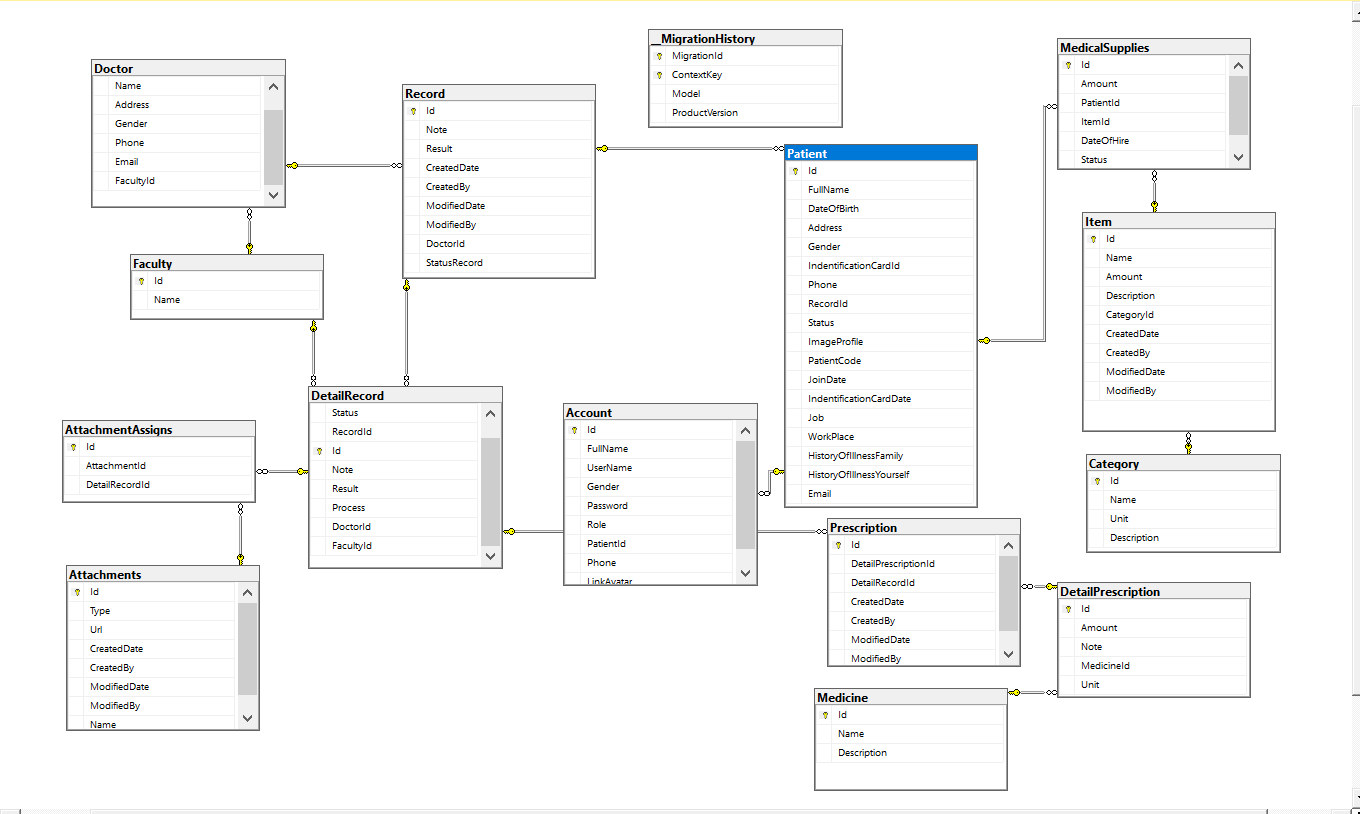 Doctor
Name
Address
Gender
Phone
Email
FacultyId
Record
Id
Note
Result
CreatedDate
CreatedBy
ModifiedDate
ModifiedBy
DoctorId
StatusRecord
__MigrationHistory
MigrationId
ContextKey
Model
ProductVersion
Patient
Id
FullName
DateOfBirth
Address
Gender
IndentificationCardId
Phone
RecordId
Status
ImageProfile
PatientCode
JoinDate
IndentificationCardDate
Job
WorkPlace
HistoryOfIllnessFamily
HistoryOfIllnessYourself
Email
MedicalSupplies
Id
Amount
PatientId
ItemId
DateOfHire
Status
Item
Id
Name
Amount
Description
CategoryId
CreatedDate
CreatedBy
ModifiedDate
ModifiedBy
Faculty
Id
Name
DetailRecord
Status
RecordId
Id
Note
Result
Process
DoctorId
FacultyId
Account
Id
FullName
UserName
Gender
Password
Role
PatientId
Phone
LinkAvatar
AttachmentAssigns
Id
AttachmentId
DetailRecordId
Category
Id
Name
Unit
Description
Attachments
Id
Type
Url
CreatedDate
CreatedBy
ModifiedDate
ModifiedBy
Name
Prescription
Id
DetailPrescriptionId
DetailRecordId
CreatedDate
CreatedBy
ModifiedDate
ModifiedBy
DetailPrescription
Id
Amount
Note
MedicineId
Unit
Medicine
Id
Name
Description